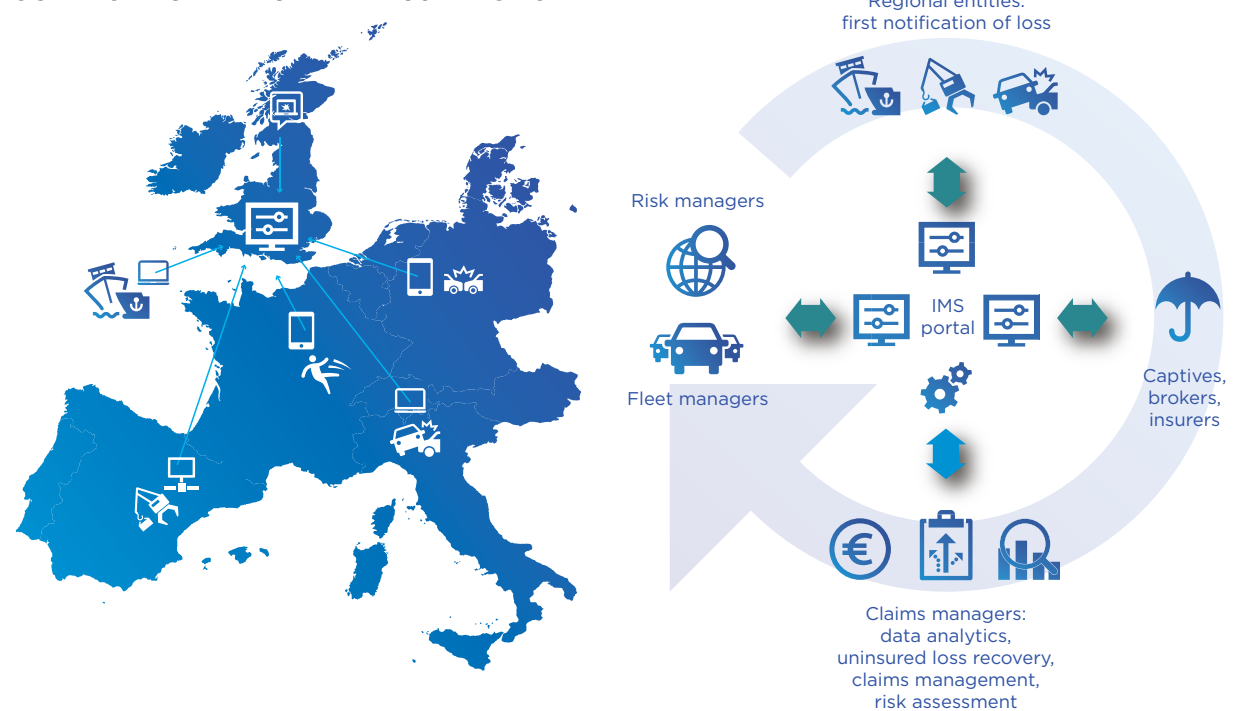 Regional entities:
first notification of loss
Risk managers
Fleet managers
IMS
portal
Captives,
brokers,
insurers
Claims managers:
data analytics,
uninsured loss recovery,
claims management,
risk assessment